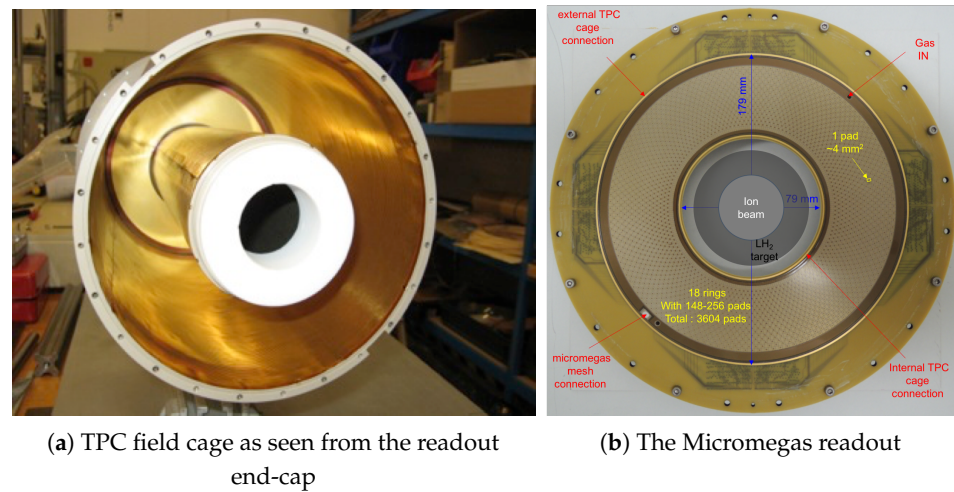 external TPC
cage
connection
Gas
IN
179 mm
1 pad
~4 mm²
Ion
beam
79 mm
LH₂
target
18 rings
With 148-256 pads
Total : 3604 pads
micromegas
mesh
connection
Internal TPC
cage
connection
(a) TPC field cage as seen from the readout
end-cap
(b) The Micromegas readout